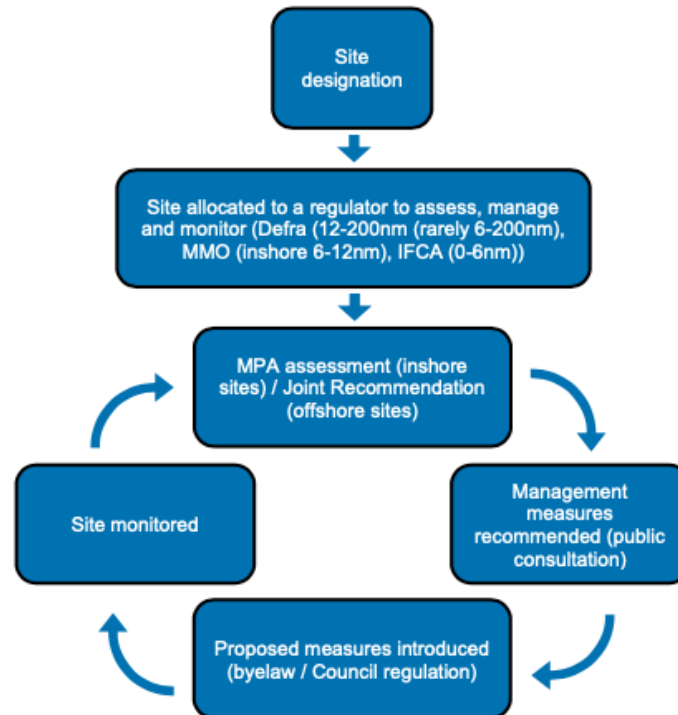 Site
designation
Site allocated to a regulator to assess, manage
and monitor (Defra (12-200nm (rarely 6-200nm),
MMO (inshore 6-12nm), IFCA (0-6nm))
MPA assessment (inshore
sites) / Joint Recommendation
(offshore sites)
Management
measures
recommended (public
consultation)
Site monitored
Proposed measures introduced
(byelaw / Council regulation)